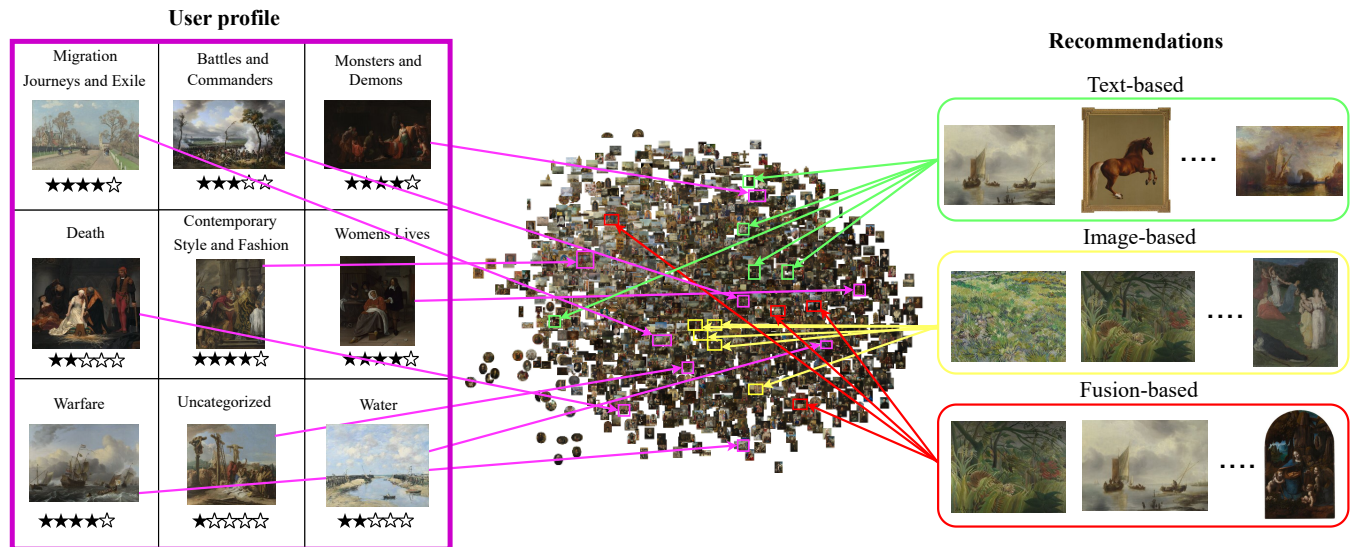 User profile
Migration
Journeys and Exile
Battles and
Commanders
Monsters and
Demons
★★★★☆
★★★☆☆
★★★★☆
Death
Contemporary
Style and Fashion
Womens Lives
★★☆☆☆
★★★★☆
★★★★☆
Warfare
Uncategorized
Water
★★★★☆
★☆☆☆☆
★★☆☆☆
Recommendations
Text-based
....
Image-based
....
Fusion-based
....